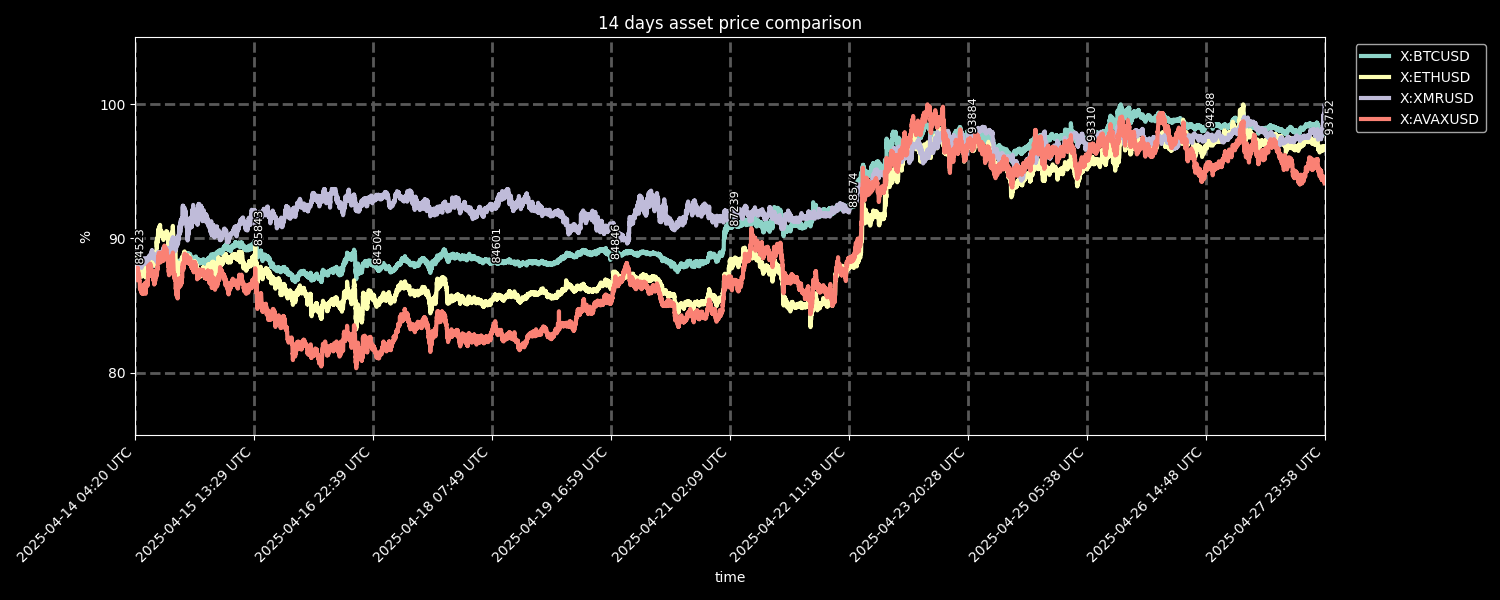 14 days asset price comparison
X:BTCUSD
X:ETHUSD
X:XMRUSD
X:AVAXUSD
100
90
80
%
84523
85843
84504
84601
84846
87239
88574
93884
93310
94288
93752
2025-04-14 04:20 UTC
2025-04-15 13:29 UTC
2025-04-16 22:39 UTC
2025-04-18 07:49 UTC
2025-04-19 16:59 UTC
2025-04-21 02:09 UTC
2025-04-22 11:18 UTC
2025-04-23 20:28 UTC
2025-04-25 05:38 UTC
2025-04-26 14:48 UTC
2025-04-27 23:58 UTC
time